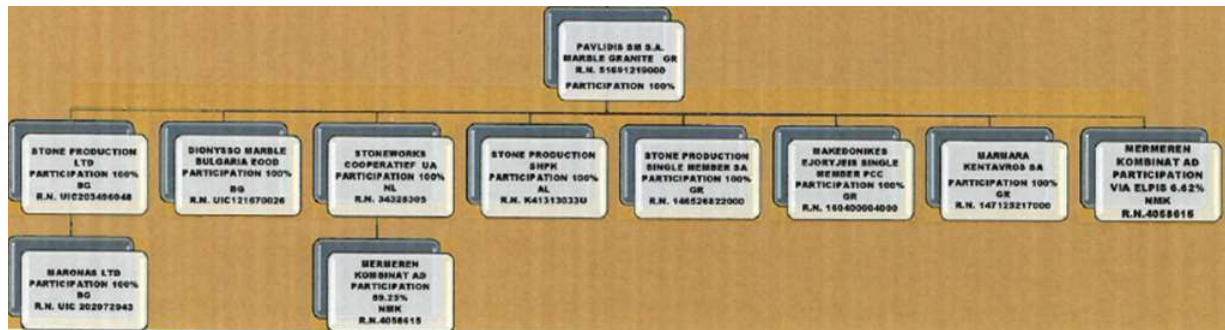 PAVLIDIS SM S.A.
MARBLE GRANITE GR
R.N. 51691219000
PARTICIPATION 100%
STONE PRODUCTION
LTD
PARTICIPATION 100%
BG
R.N. UIC203496048
DIONYSSO MARBLE
BULGARIA EOOD
PARTICIPATION 100%
BG
R.N. UIC121670026
STONEWORKS
COOPERATIEF UA
PARTICIPATION 100%
NL
R.N. 34328305
STONE PRODUCTION
SHPK
PARTICIPATION 100%
AL
R.N. K41313033U
STONE PRODUCTION
SINGLE MEMBER SA
PARTICIPATION 100%
GR
R.N. 146526822000
MAKEDONIKES
EJORYJEIS SINGLE
MEMBER PCC
PARTICIPATION 100%
GR
R.N. 160400004000
MARMARA
KENTAVROS SA
PARTICIPATION 100%
GR
R.N. 147125217000
MERMEREN
KOMBINAT AD
PARTICIPATION
VIA ELPIS 6.62%
NMK
R.N.4058615
MARONAS LTD
PARTICIPATION 100%
BG
R.N. UIC 202072943
MERMEREN
KOMBINAT AD
PARTICIPATION
89.25%
NMK
R.N.4058615